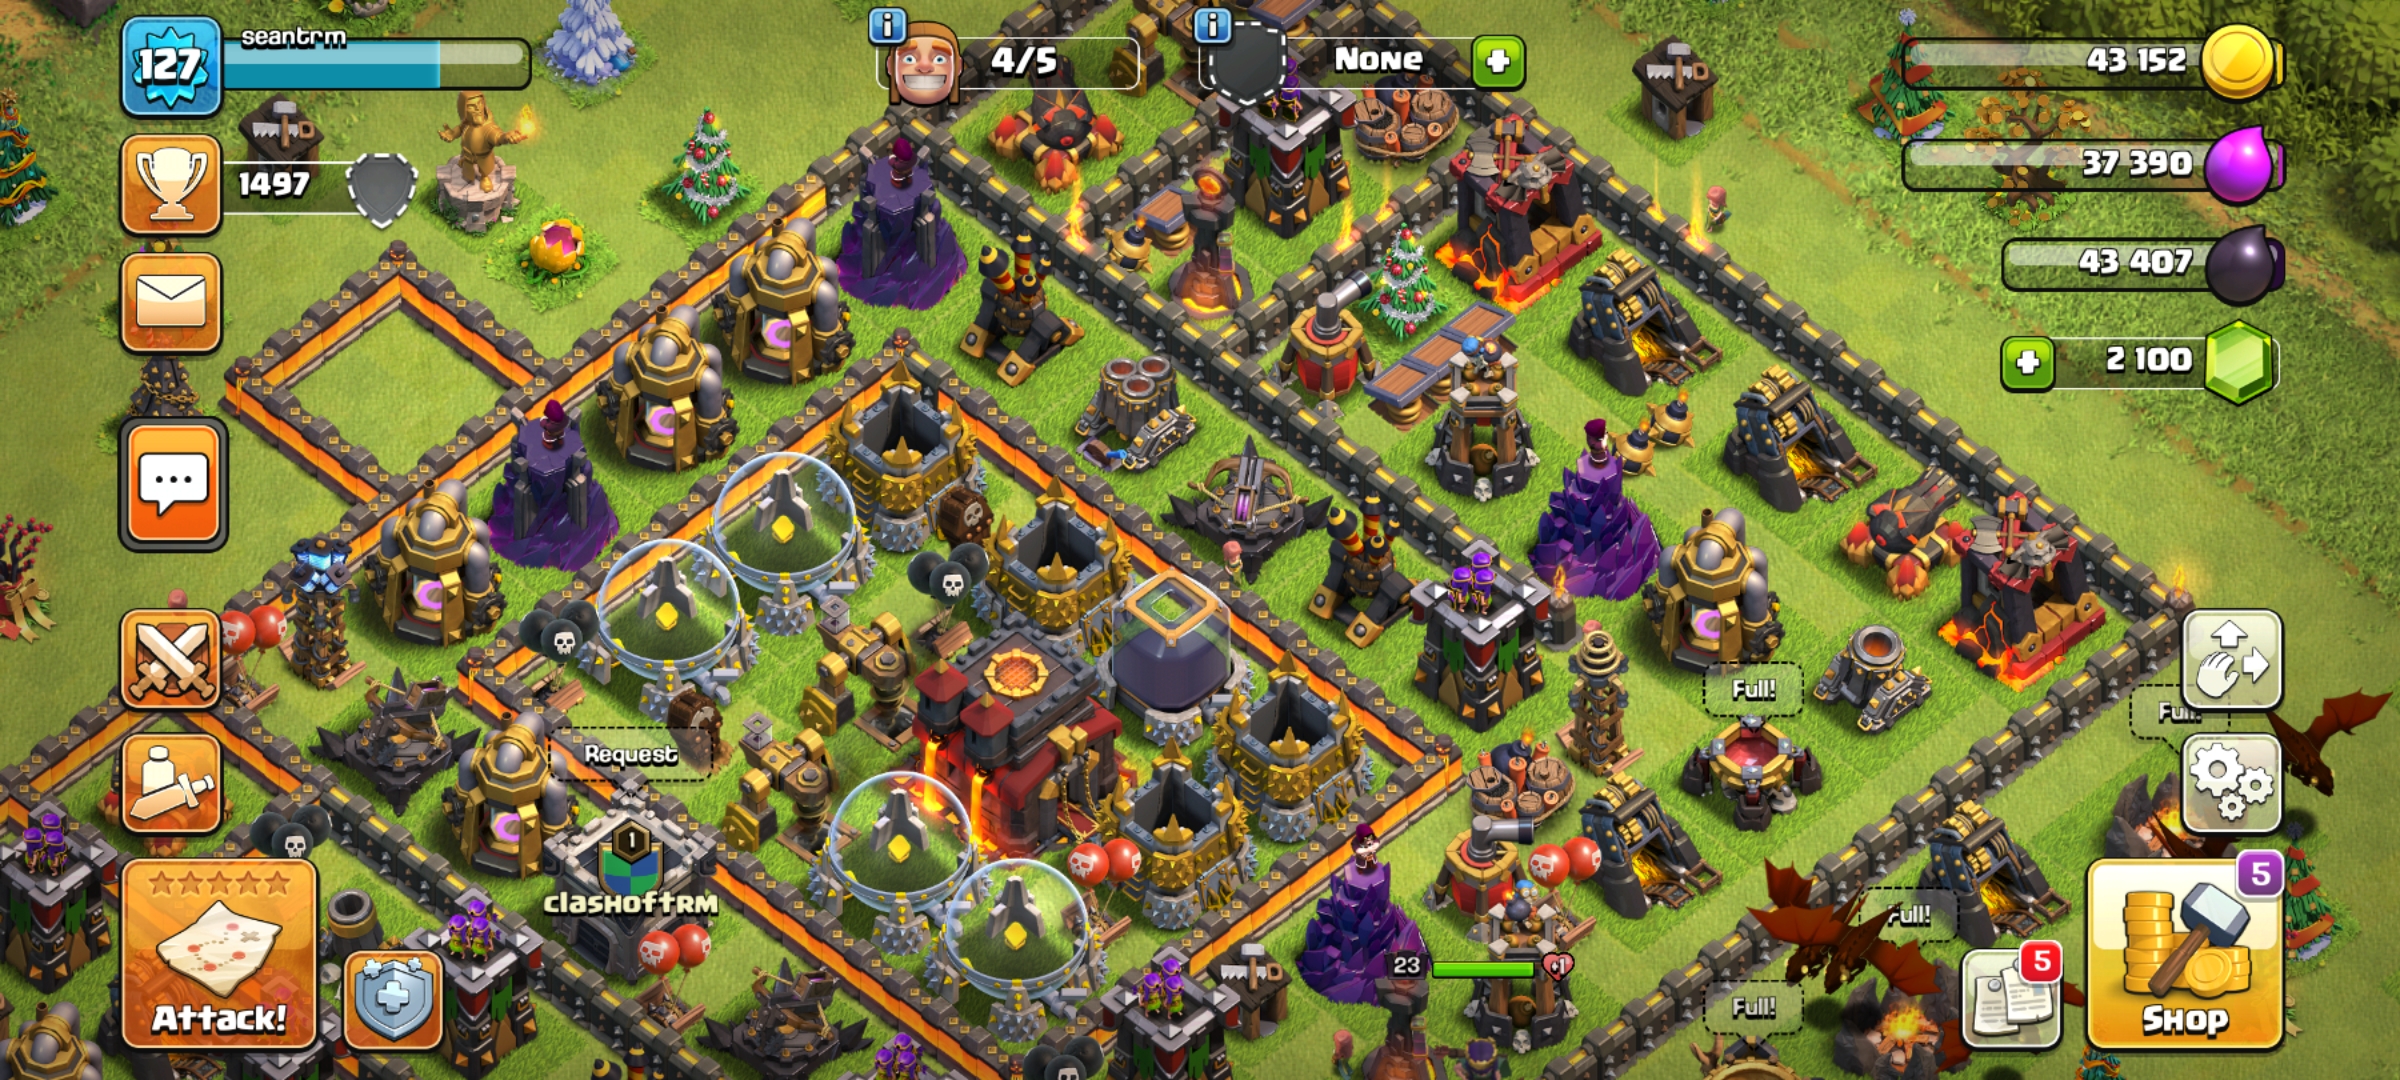 127
seantrm
4/5
None
43 152
1497
37 390
43 407
2 100
Full!
Request
1
clashoftrm
5
Full!
23
+1
5
Attack!
Full!
Shop